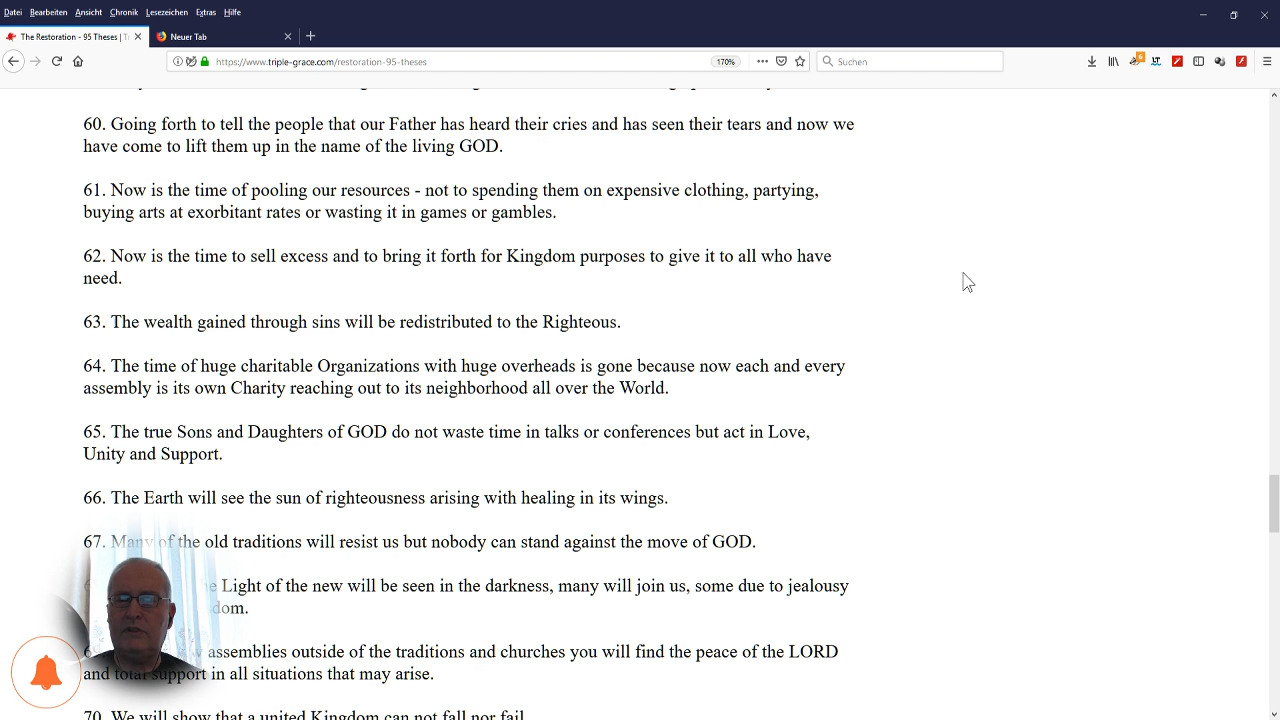 Datei Bearbeiten Ansicht Chronik Lesezeichen Extras Hilfe
The Restoration - 95 Theses | Neuer Tab
https://www.triple-grace.com/restoration-95-theses 170% Suchen
60. Going forth to tell the people that our Father has heard their cries and has seen their tears and now we
have come to lift them up in the name of the living GOD.
61. Now is the time of pooling our resources - not to spending them on expensive clothing, partying,
buying arts at exorbitant rates or wasting it in games or gambles.
62. Now is the time to sell excess and to bring it forth for Kingdom purposes to give it to all who have
need.
63. The wealth gained through sins will be redistributed to the Righteous.
64. The time of huge charitable Organizations with huge overheads is gone because now each and every
assembly is its own Charity reaching out to its neighborhood all over the World.
65. The true Sons and Daughters of GOD do not waste time in talks or conferences but act in Love,
Unity and Support.
66. The Earth will see the sun of righteousness arising with healing in its wings.
67. Many of the old traditions will resist us but nobody can stand against the move of GOD.
Light of the new will be seen in the darkness, many will join us, some due to jealousy
assemblies outside of the traditions and churches you will find the peace of the LORD
and total support in all situations that may arise.
70. We will show that a united Kingdom can not fall nor fail